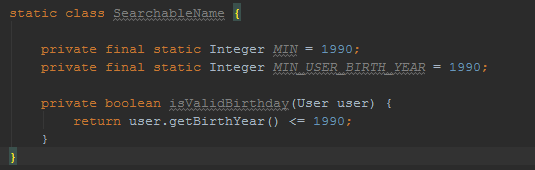 static class SearchableName {
private final static Integer MIN = 1990;
private final static Integer MIN_USER_BIRTH_YEAR = 1990;
private boolean isValidBirthday(User user) {
return user.getBirthYear() <= 1990;
}
}